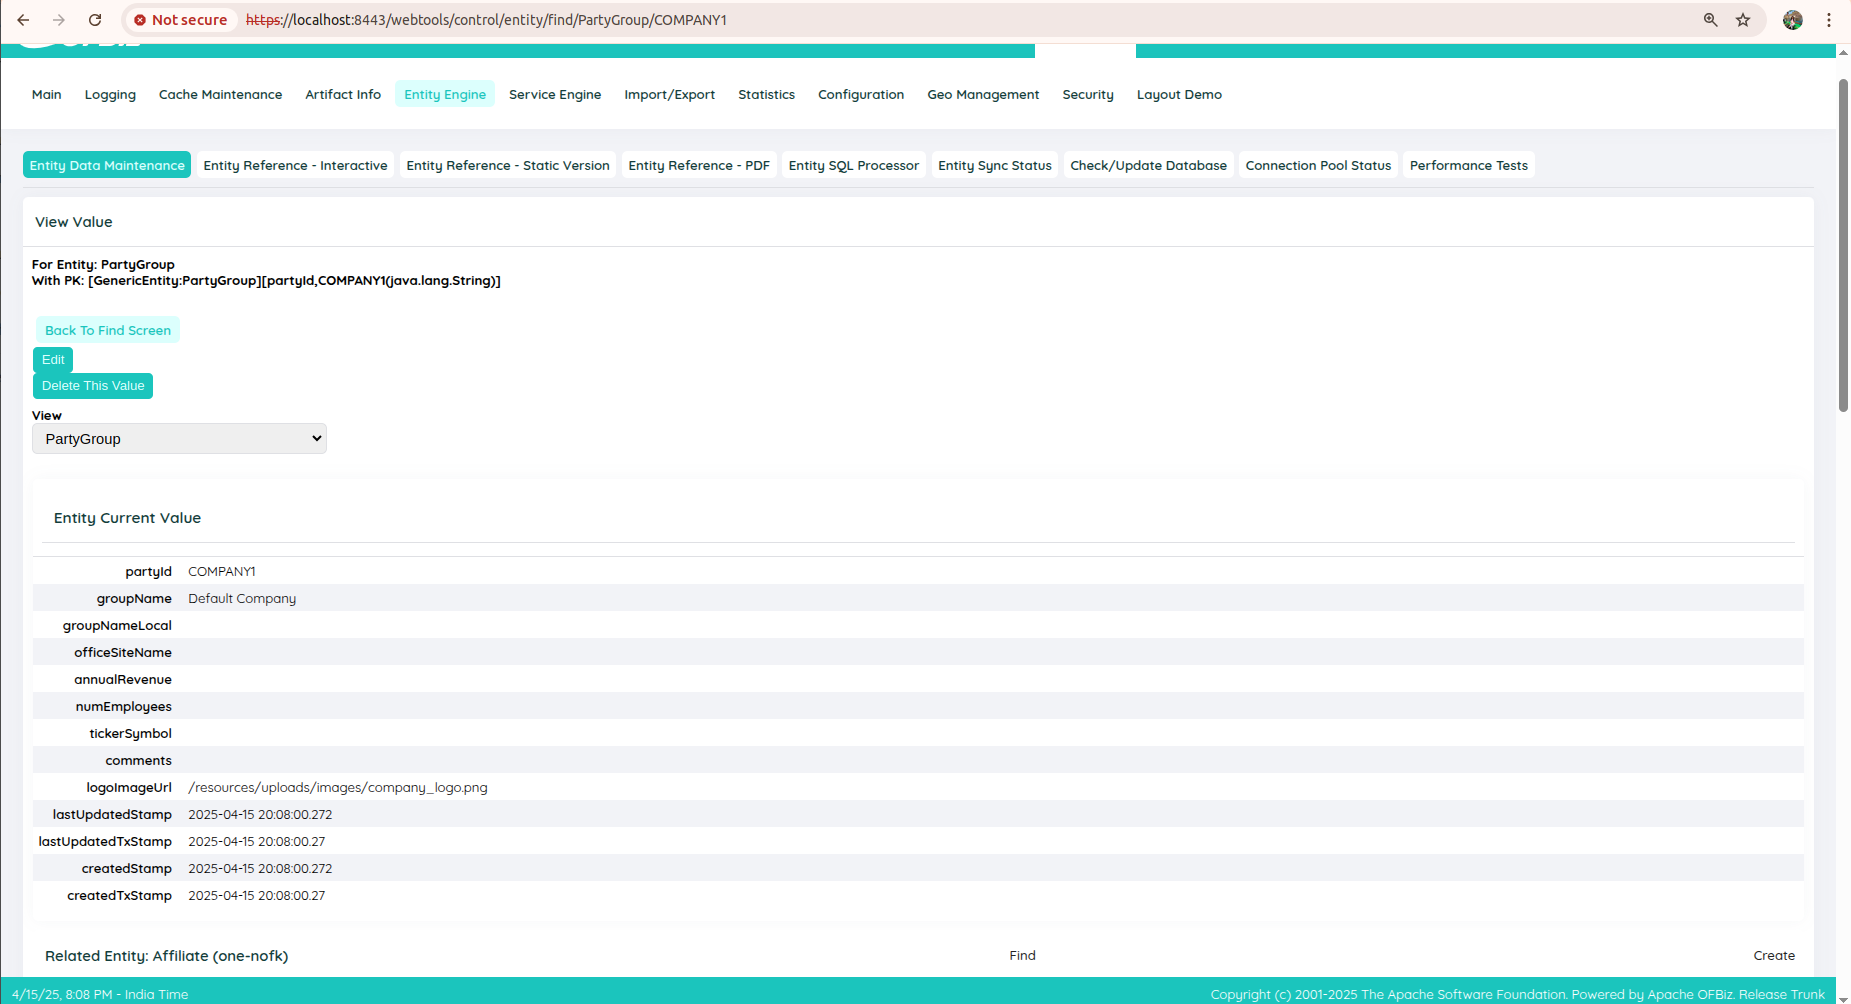 Not secure https://localhost:8443/webtools/control/entity/find/PartyGroup/COMPANY1
Main Logging Cache Maintenance Artifact Info Entity Engine Service Engine Import/Export Statistics Configuration Geo Management Security Layout Demo
Entity Data Maintenance Entity Reference - Interactive Entity Reference - Static Version Entity Reference - PDF Entity SQL Processor Entity Sync Status Check/Update Database Connection Pool Status Performance Tests
View Value
For Entity: PartyGroup
With PK: [GenericEntity:PartyGroup][partyId,COMPANY1(java.lang.String)]
Back To Find Screen
Edit
Delete This Value
View
PartyGroup
Entity Current Value
partyId COMPANY1
groupName Default Company
groupNameLocal
officeSiteName
annualRevenue
numEmployees
tickerSymbol
comments
logoImageUrl /resources/uploads/images/company_logo.png
lastUpdatedStamp 2025-04-15 20:08:00.272
lastUpdatedTxStamp 2025-04-15 20:08:00.27
createdStamp 2025-04-15 20:08:00.272
createdTxStamp 2025-04-15 20:08:00.27
Related Entity: Affiliate (one-nofk) Find Create
4/15/25, 8:08 PM - India Time Copyright (c) 2001-2025 The Apache Software Foundation. Powered by Apache OFBiz. Release Trunk